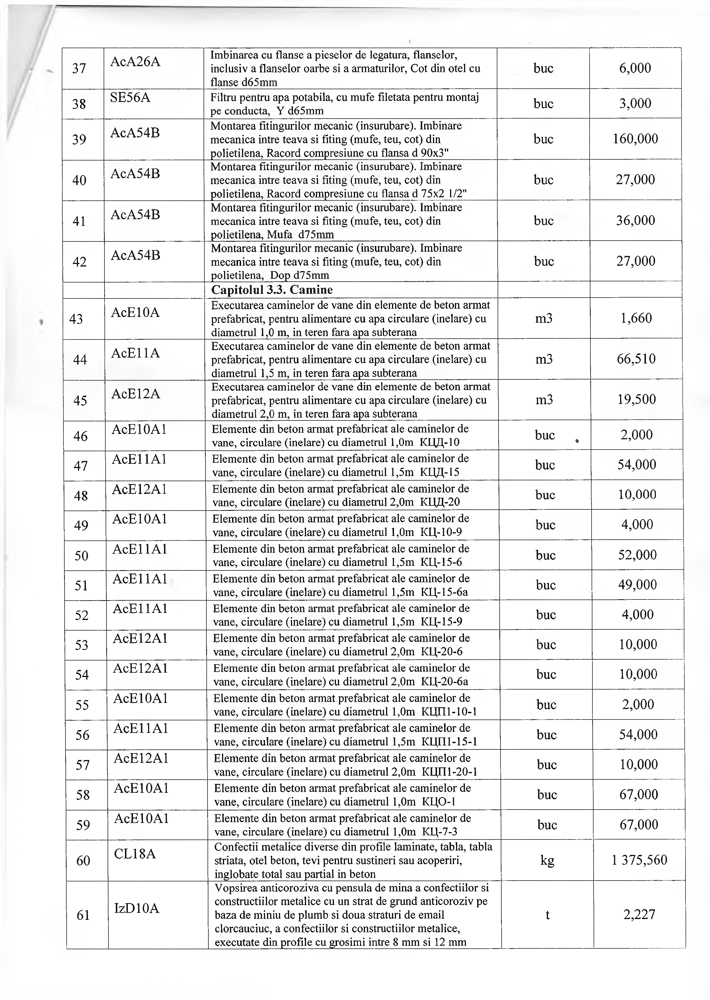 37
AcA26A
Imbinarea cu flanse a pieselor de legatura, flanselor,
inclusiv a flanselor oarbe si a armaturilor, Cot din otel cu
flanse d65mm
buc
6,000
38
SE56A
Filtru pentru apa potabila, cu mufe filetata pentru montaj
pe conducta, Y d65mm
buc
3,000
39
AcA54B
Montarea fitingurilor mecanic (insurubare). Imbinare
mecanica intre teava si fiting (mufe, teu, cot) din
polietilena, Racord compresiune cu flansa d 90x3"
buc
160,000
40
AcA54B
Montarea fitingurilor mecanic (insurubare). Imbinare
mecanica intre teava si fiting (mufe, teu, cot) din
polietilena, Racord compresiune cu flansa d 75x2 1/2"
buc
27,000
41
AcA54B
Montarea fitingurilor mecanic (insurubare). Imbinare
mecanica intre teava si fiting (mufe, teu, cot) din
polietilena, Mufa d75mm
buc
36,000
42
AcA54B
Montarea fitingurilor mecanic (insurubare). Imbinare
mecanica intre teava si fiting (mufe, teu, cot) din
polietilena, Dop d75mm
buc
27,000
Capitolul 3.3. Camine
43
AcE10A
Executarea caminelor de vane din elemente de beton armat
prefabricat, pentru alimentare cu apa circulare (inelare) cu
diametrul 1,0 m, in teren fara apa subterana
m3
1,660
44
AcE11A
Executarea caminelor de vane din elemente de beton armat
prefabricat, pentru alimentare cu apa circulare (inelare) cu
diametrul 1,5 m, in teren fara apa subterana
m3
66,510
45
AcE12A
Executarea caminelor de vane din elemente de beton armat
prefabricat, pentru alimentare cu apa circulare (inelare) cu
diametrul 2,0 m, in teren fara apa subterana
m3
19,500
46
AcE10A1
Elemente din beton armat prefabricat ale caminelor de
vane, circulare (inelare) cu diametrul 1,0m КЦД-10
buc
2,000
47
AcE11A1
Elemente din beton armat prefabricat ale caminelor de
vane, circulare (inelare) cu diametrul 1,5m КЦД-15
buc
54,000
48
AcE12A1
Elemente din beton armat prefabricat ale caminelor de
vane, circulare (inelare) cu diametrul 2,0m КЦД-20
buc
10,000
49
AcE10A1
Elemente din beton armat prefabricat ale caminelor de
vane, circulare (inelare) cu diametrul 1,0m КЦ-10-9
buc
4,000
50
AcE11A1
Elemente din beton armat prefabricat ale caminelor de
vane, circulare (inelare) cu diametrul 1,5m КЦ-15-6
buc
52,000
51
AcE11A1
Elemente din beton armat prefabricat ale caminelor de
vane, circulare (inelare) cu diametrul 1,5m КЦ-15-6а
buc
49,000
52
AcE11A1
Elemente din beton armat prefabricat ale caminelor de
vane, circulare (inelare) cu diametrul 1,5m КЦ-15-9
buc
4,000
53
AcE12A1
Elemente din beton armat prefabricat ale caminelor de
vane, circulare (inelare) cu diametrul 2,0m КЦ-20-6
buc
10,000
54
AcE12A1
Elemente din beton armat prefabricat ale caminelor de
vane, circulare (inelare) cu diametrul 2,0m КЦ-20-6а
buc
10,000
55
AcE10A1
Elemente din beton armat prefabricat ale caminelor de
vane, circulare (inelare) cu diametrul 1,0m КЦП1-10-1
buc
2,000
56
AcE11A1
Elemente din beton armat prefabricat ale caminelor de
vane, circulare (inelare) cu diametrul 1,5m КЦП1-15-1
buc
54,000
57
AcE12A1
Elemente din beton armat prefabricat ale caminelor de
vane, circulare (inelare) cu diametrul 2,0m КЦП1-20-1
buc
10,000
58
AcE10A1
Elemente din beton armat prefabricat ale caminelor de
vane, circulare (inelare) cu diametrul 1,0m КЦО-1
buc
67,000
59
AcE10A1
Elemente din beton armat prefabricat ale caminelor de
vane, circulare (inelare) cu diametrul 1,0m КЦ-7-3
buc
67,000
60
CL18A
Confectii metalice diverse din profile laminate, tabla, tabla
striata, otel beton, tevi pentru sustineri sau acoperiri,
inglobate total sau partial in beton
kg
1 375,560
61
IzD10A
Vopsirea anticoroziva cu pensula de mina a confectiilor si
constructiilor metalice cu un strat de grund anticoroziv pe
baza de miniu de plumb si doua straturi de email
clorcauciuc, a confectiilor si constructiilor metalice,
executate din profile cu grosimi intre 8 mm si 12 mm
t
2,227